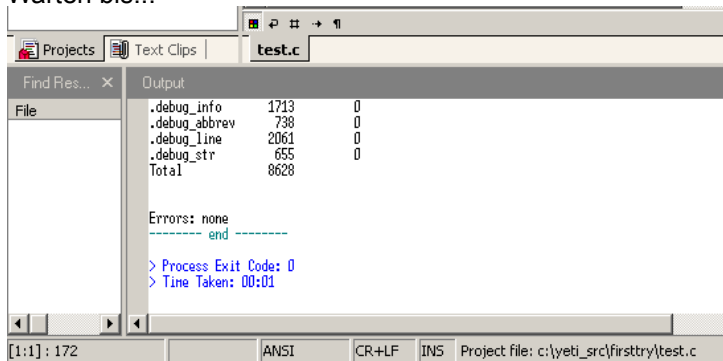 Warten bis...
Projects Text Clips test.c
Find Res... Output
File
.debug_info 1713 0
.debug_abbrev 738 0
.debug_line 2061 0
.debug_str 655 0
Total 8628
Errors: none
-------- end --------
> Process Exit Code: 0
> Time Taken: 00:01
[1:1] : 172 ANSI CR+LF INS Project file: c:\yeti_src\firsttry\test.c